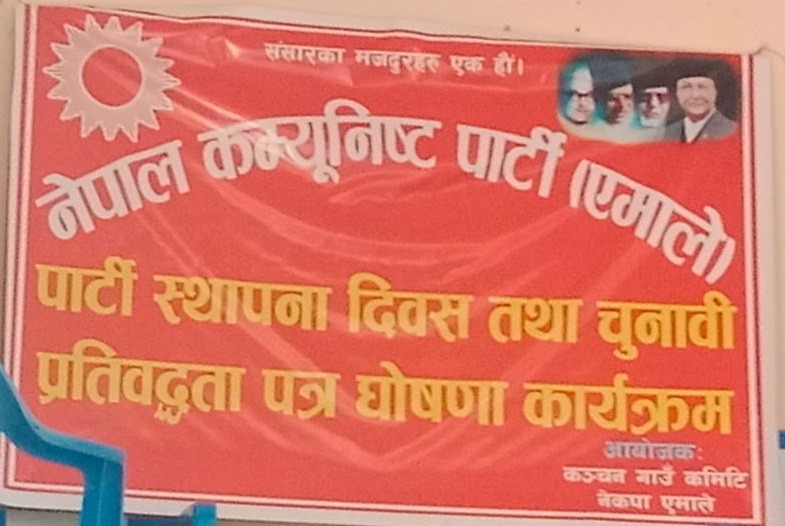 संसारका मजदुरहरु एक हौं।
नेपाल कम्यूनिष्ट पार्टी (एमाले)
पार्टी स्थापना दिवस तथा चुनावी
प्रतिवद्धता पत्र घोषणा कार्यक्रम
आयोजक:
कञ्चन गाउँ कमिटि
नेकपा एमाले